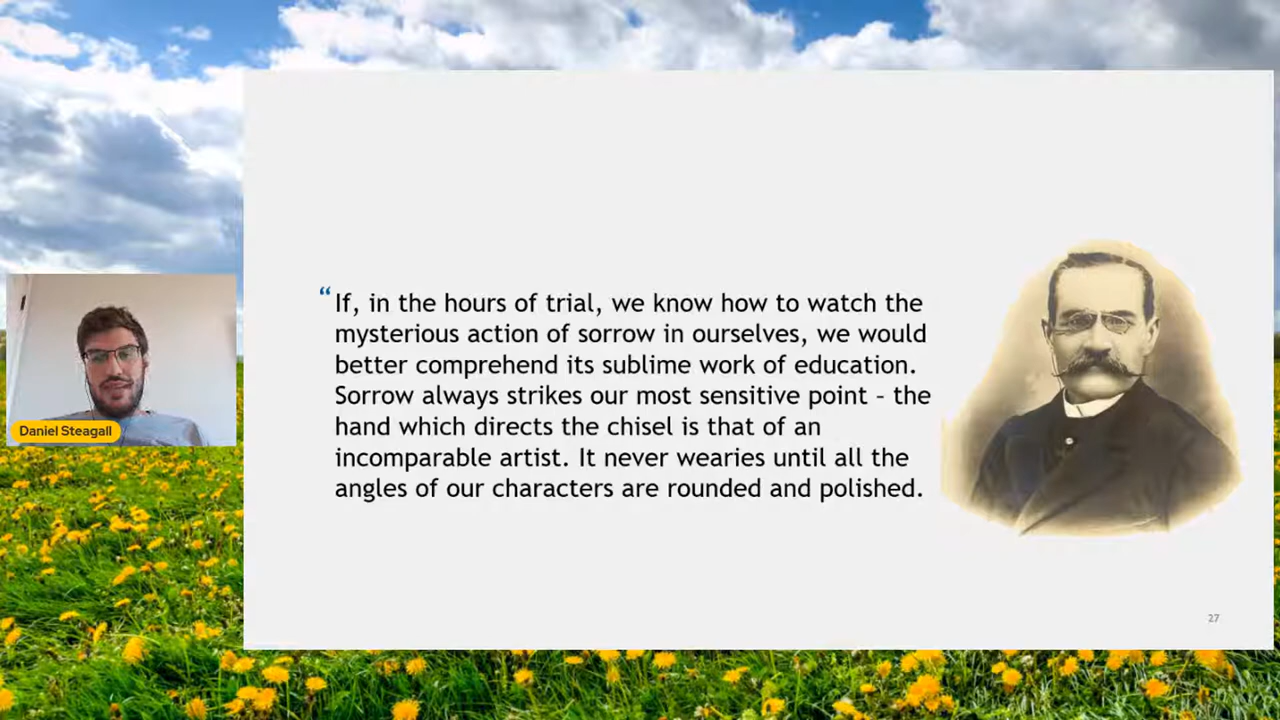 “If, in the hours of trial, we know how to watch the
mysterious action of sorrow in ourselves, we would
better comprehend its sublime work of education.
Sorrow always strikes our most sensitive point – the
hand which directs the chisel is that of an
incomparable artist. It never wearies until all the
angles of our characters are rounded and polished.
Daniel Steagall
27